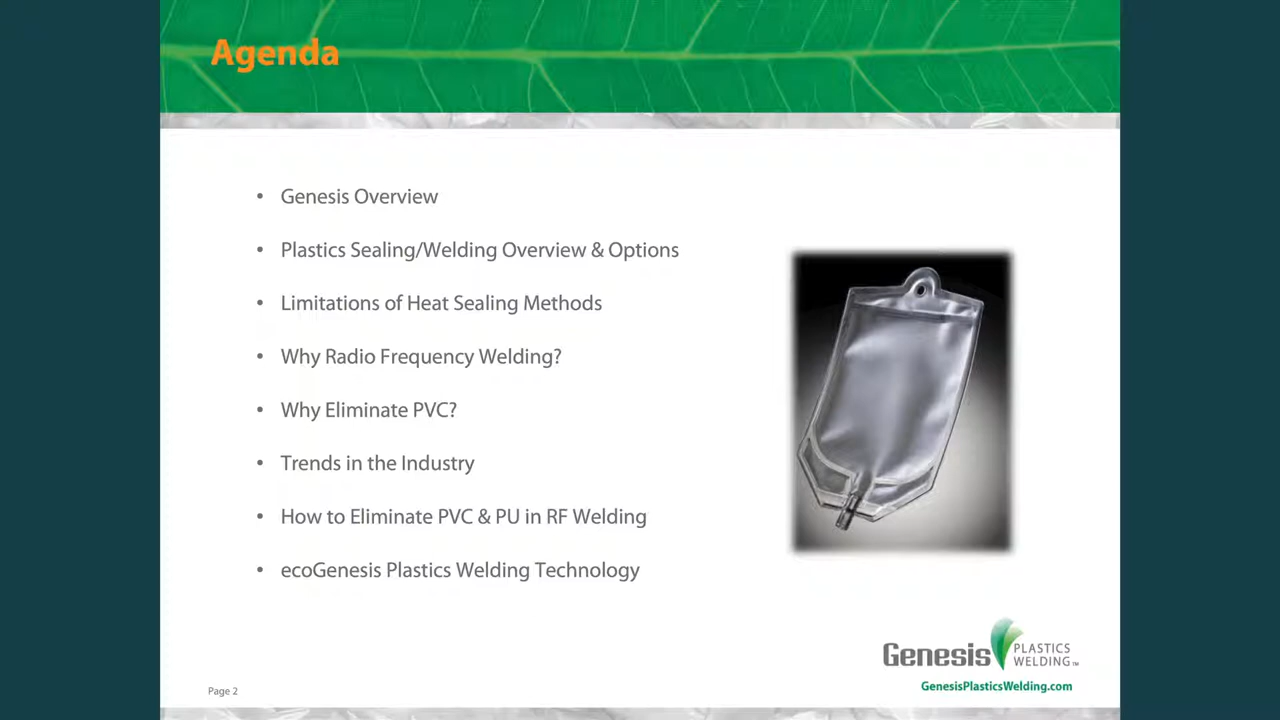 Agenda
• Genesis Overview
• Plastics Sealing/Welding Overview & Options
• Limitations of Heat Sealing Methods
• Why Radio Frequency Welding?
• Why Eliminate PVC?
• Trends in the Industry
• How to Eliminate PVC & PU in RF Welding
• ecoGenesis Plastics Welding Technology
Genesis PLASTICS WELDING™
GenesisPlasticsWelding.com
Page 2